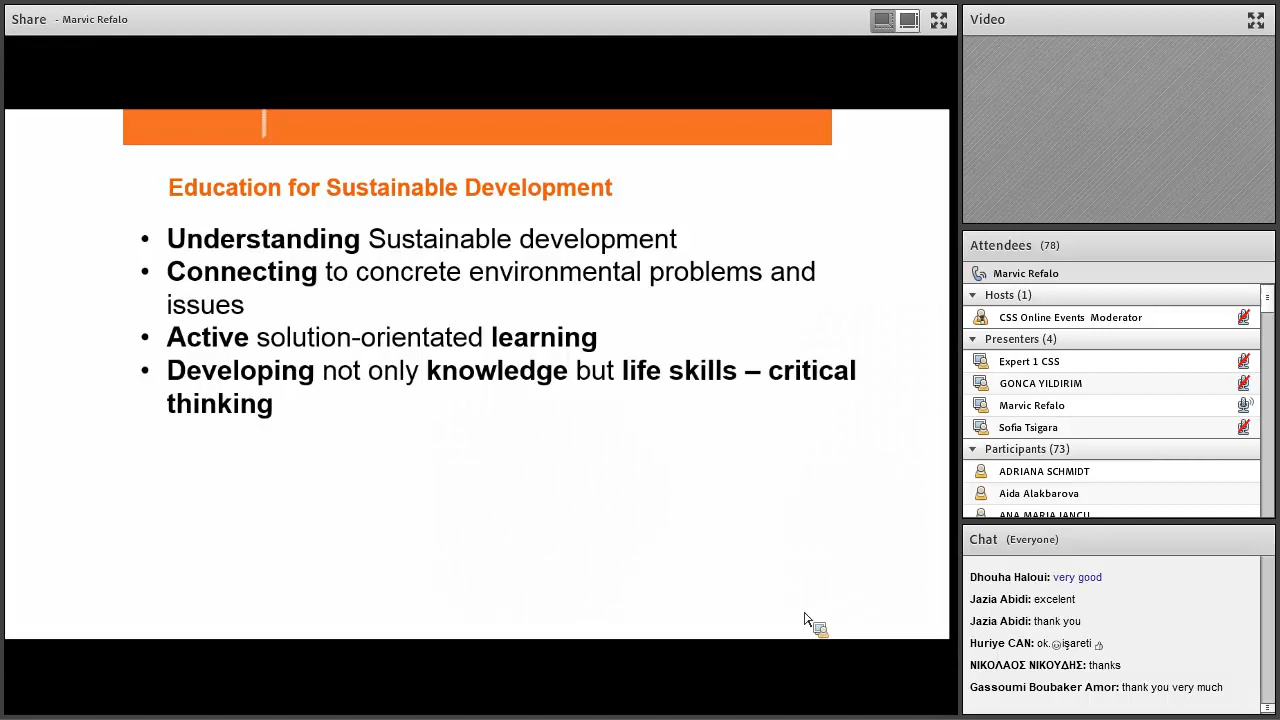 Share - Marvic Refalo
Education for Sustainable Development
• Understanding Sustainable development
• Connecting to concrete environmental problems and
issues
• Active solution-orientated learning
• Developing not only knowledge but life skills – critical
thinking
Video
Attendees (78)
Marvic Refalo
Hosts (1)
CSS Online Events Moderator
Presenters (4)
Expert 1 CSS
GONCA YILDIRIM
Marvic Refalo
Sofia Tsigara
Participants (73)
ADRIANA SCHMIDT
Aida Alakbarova
ANA MARIA IANCU
Chat (Everyone)
Dhouha Haloui: very good
Jazia Abidi: excelent
Jazia Abidi: thank you
Huriye CAN: ok.☺işareti 👍
ΝΙΚΟΛΑΟΣ ΝΙΚΟΥΔΗΣ: thanks
Gassoumi Boubaker Amor: thank you very much